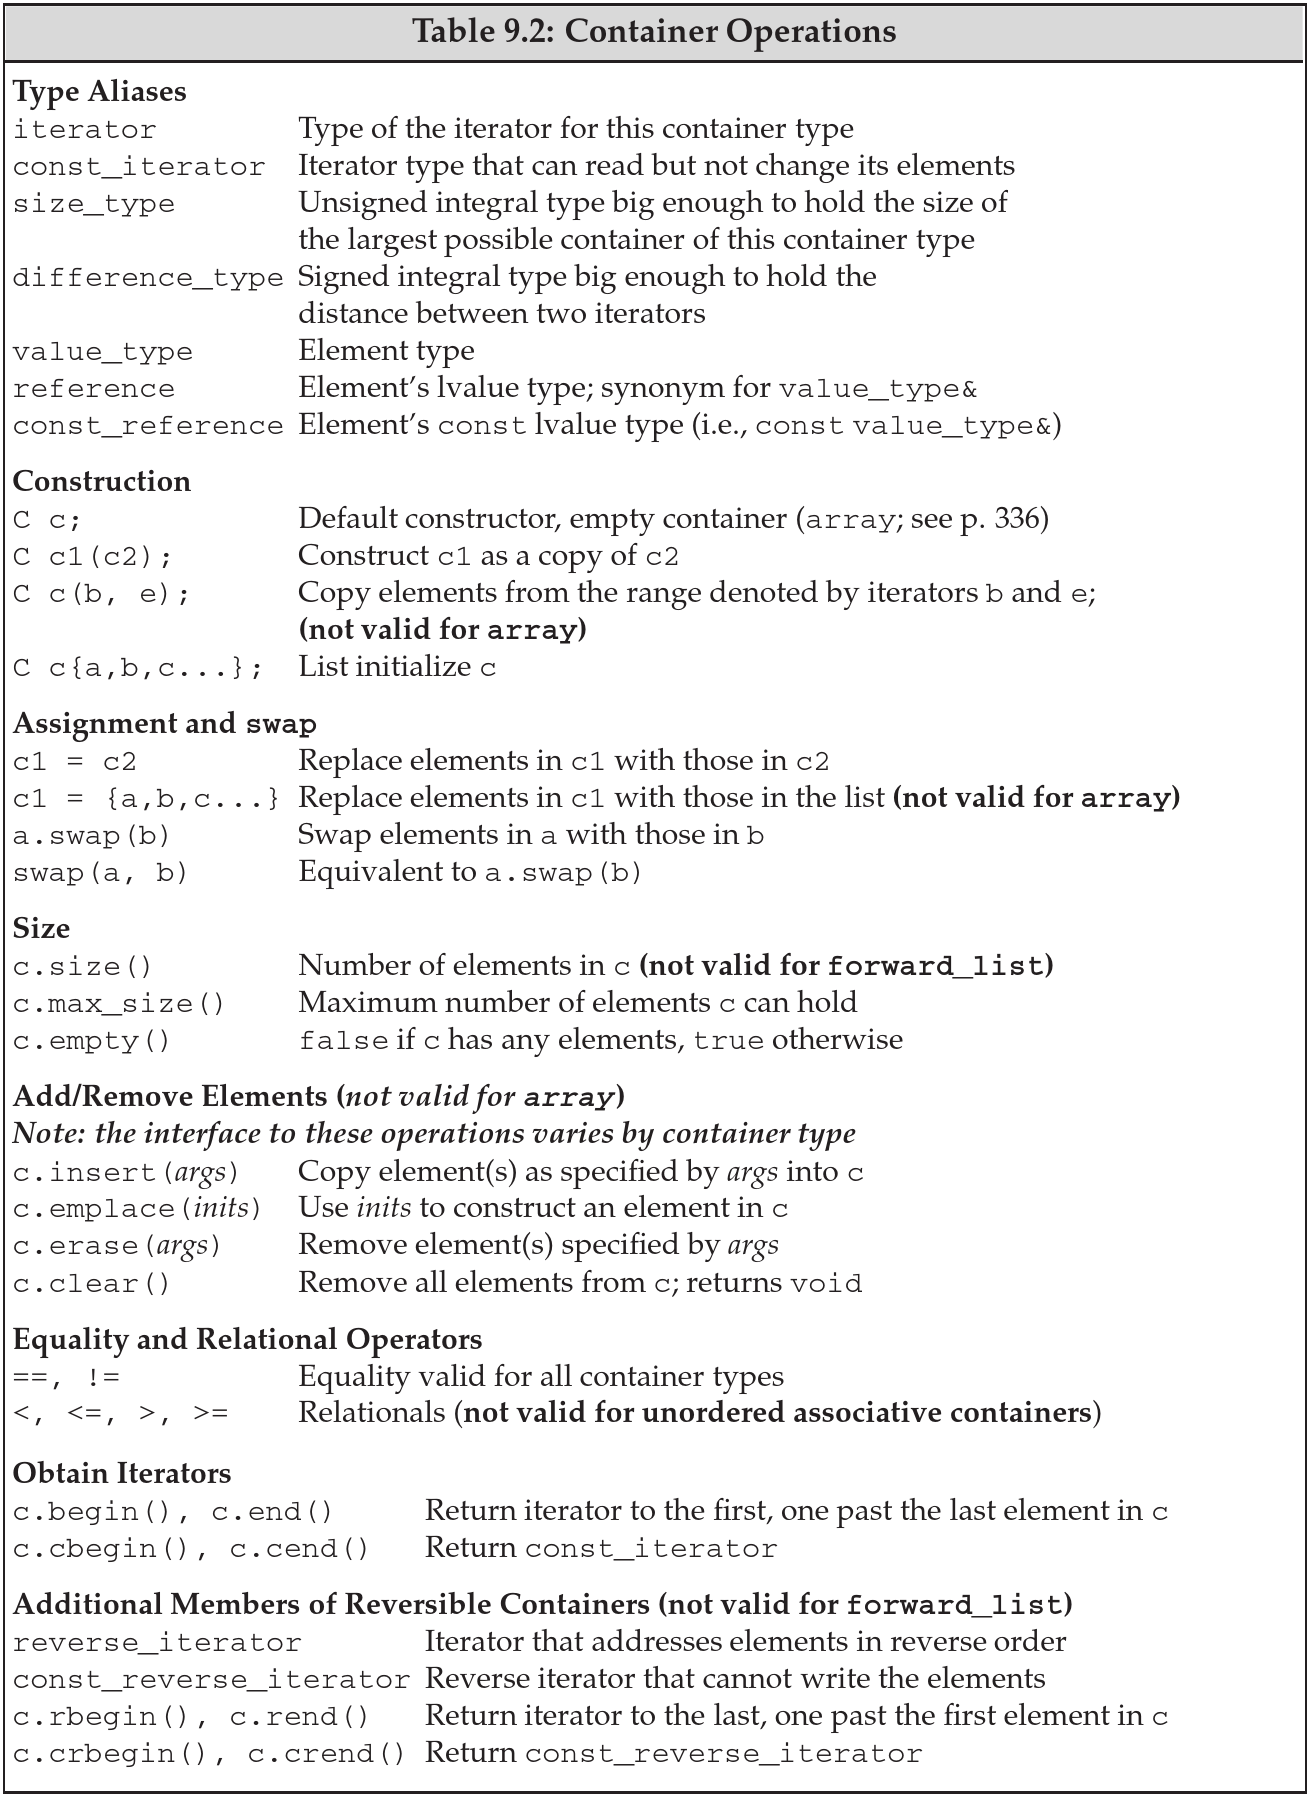 Table 9.2: Container Operations
Type Aliases
iterator Type of the iterator for this container type
const_iterator Iterator type that can read but not change its elements
size_type Unsigned integral type big enough to hold the size of
the largest possible container of this container type
difference_type Signed integral type big enough to hold the
distance between two iterators
value_type Element type
reference Element’s lvalue type; synonym for value_type&
const_reference Element’s const lvalue type (i.e., const value_type&)
Construction
C c; Default constructor, empty container (array; see p. 336)
C c1(c2); Construct c1 as a copy of c2
C c(b, e); Copy elements from the range denoted by iterators b and e;
(not valid for array)
C c{a,b,c...}; List initialize c
Assignment and swap
c1 = c2 Replace elements in c1 with those in c2
c1 = {a,b,c...} Replace elements in c1 with those in the list (not valid for array)
a.swap(b) Swap elements in a with those in b
swap(a, b) Equivalent to a.swap(b)
Size
c.size() Number of elements in c (not valid for forward_list)
c.max_size() Maximum number of elements c can hold
c.empty() false if c has any elements, true otherwise
Add/Remove Elements (not valid for array)
Note: the interface to these operations varies by container type
c.insert(args) Copy element(s) as specified by args into c
c.emplace(inits) Use inits to construct an element in c
c.erase(args) Remove element(s) specified by args
c.clear() Remove all elements from c; returns void
Equality and Relational Operators
==, != Equality valid for all container types
<, <=, >, >= Relationals (not valid for unordered associative containers)
Obtain Iterators
c.begin(), c.end() Return iterator to the first, one past the last element in c
c.cbegin(), c.cend() Return const_iterator
Additional Members of Reversible Containers (not valid for forward_list)
reverse_iterator Iterator that addresses elements in reverse order
const_reverse_iterator Reverse iterator that cannot write the elements
c.rbegin(), c.rend() Return iterator to the last, one past the first element in c
c.crbegin(), c.crend() Return const_reverse_iterator